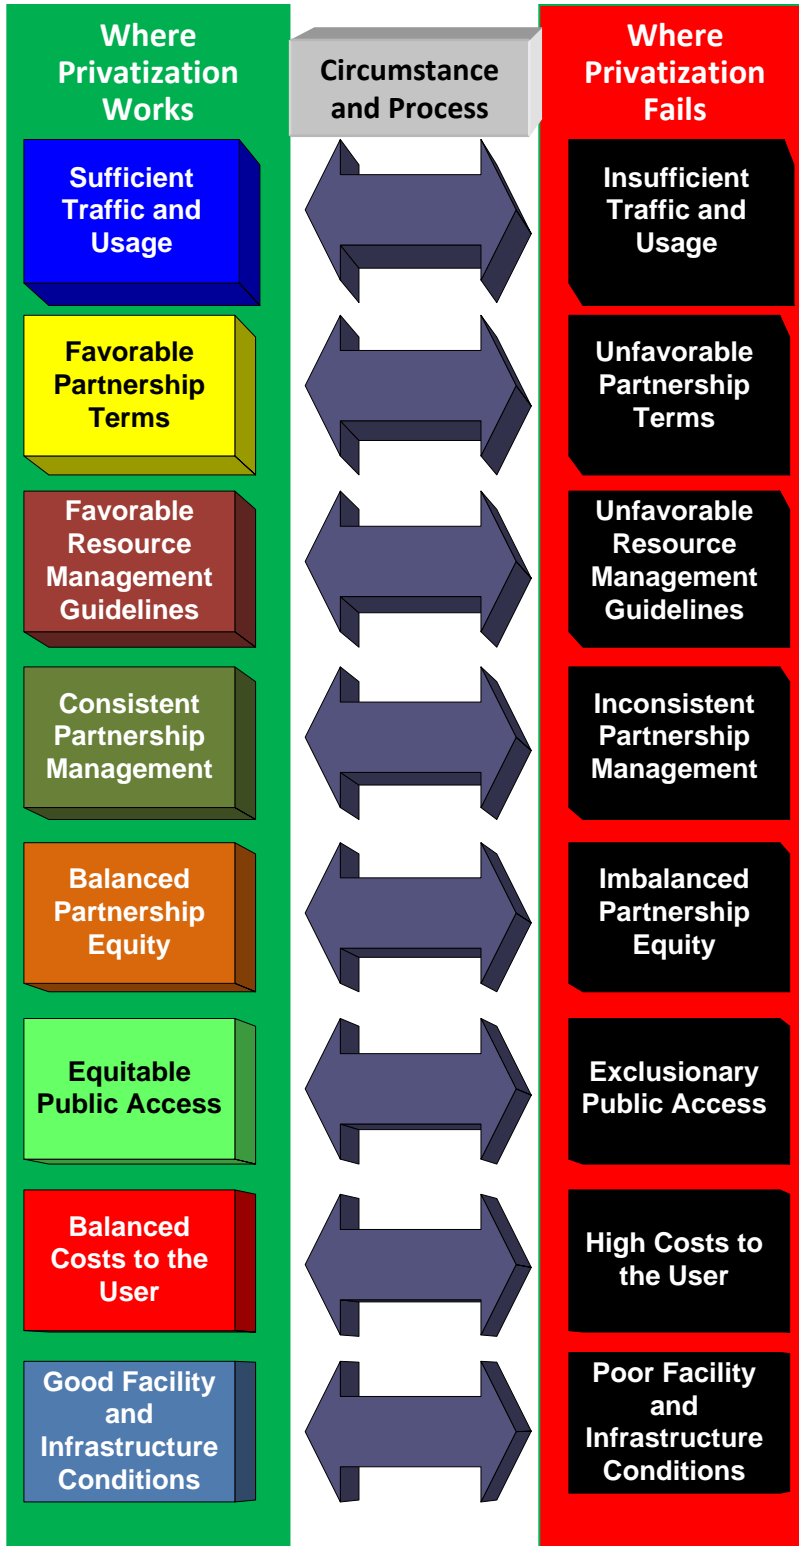 Where
Privatization
Works
Circumstance
and Process
Where
Privatization
Fails
Sufficient
Traffic and
Usage
Insufficient
Traffic and
Usage
Favorable
Partnership
Terms
Unfavorable
Partnership
Terms
Favorable
Resource
Management
Guidelines
Unfavorable
Resource
Management
Guidelines
Consistent
Partnership
Management
Inconsistent
Partnership
Management
Balanced
Partnership
Equity
Imbalanced
Partnership
Equity
Equitable
Public Access
Exclusionary
Public Access
Balanced
Costs to the
User
High Costs to
the User
Good Facility
and
Infrastructure
Conditions
Poor Facility
and
Infrastructure
Conditions